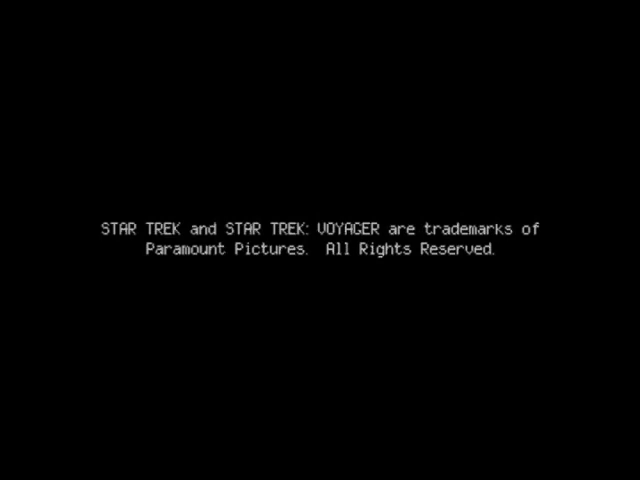 STAR TREK and STAR TREK: VOYAGER are trademarks of
Paramount Pictures.  All Rights Reserved.